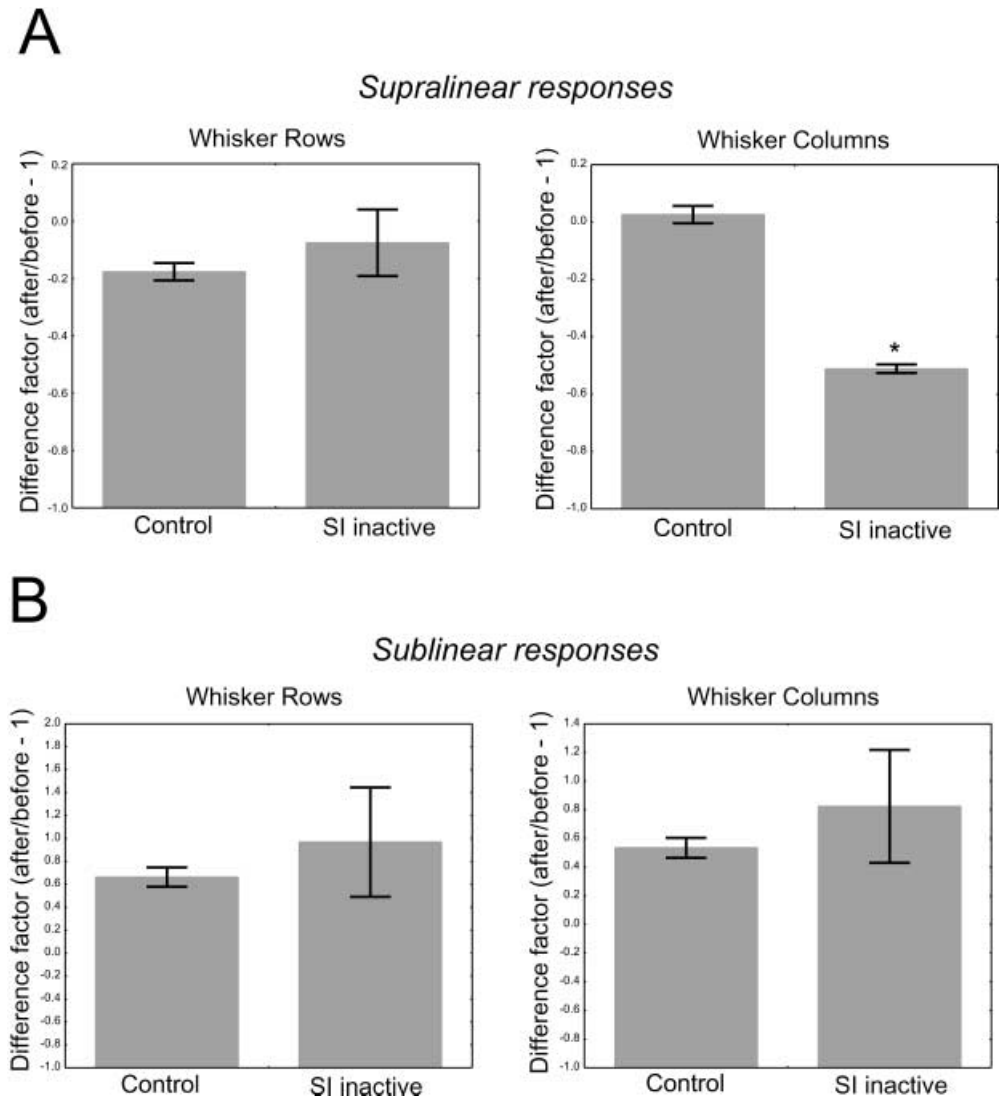 A
Supralinear responses
Whisker Rows
Difference factor (after/before - 1)
0.2
0.0
-0.2
-0.4
-0.6
-0.8
-1.0
Control
SI inactive
Whisker Columns
Difference factor (after/before - 1)
0.2
0.0
-0.2
-0.4
-0.6
-0.8
-1.0
*
Control
SI inactive
B
Sublinear responses
Whisker Rows
Difference factor (after/before - 1)
2.0
1.8
1.6
1.4
1.2
1.0
0.8
0.6
0.4
0.2
0.0
-0.2
-0.4
-0.6
-0.8
-1.0
Control
SI inactive
Whisker Columns
Difference factor (after/before - 1)
1.4
1.2
1.0
0.8
0.6
0.4
0.2
0.0
-0.2
-0.4
-0.6
-0.8
-1.0
Control
SI inactive